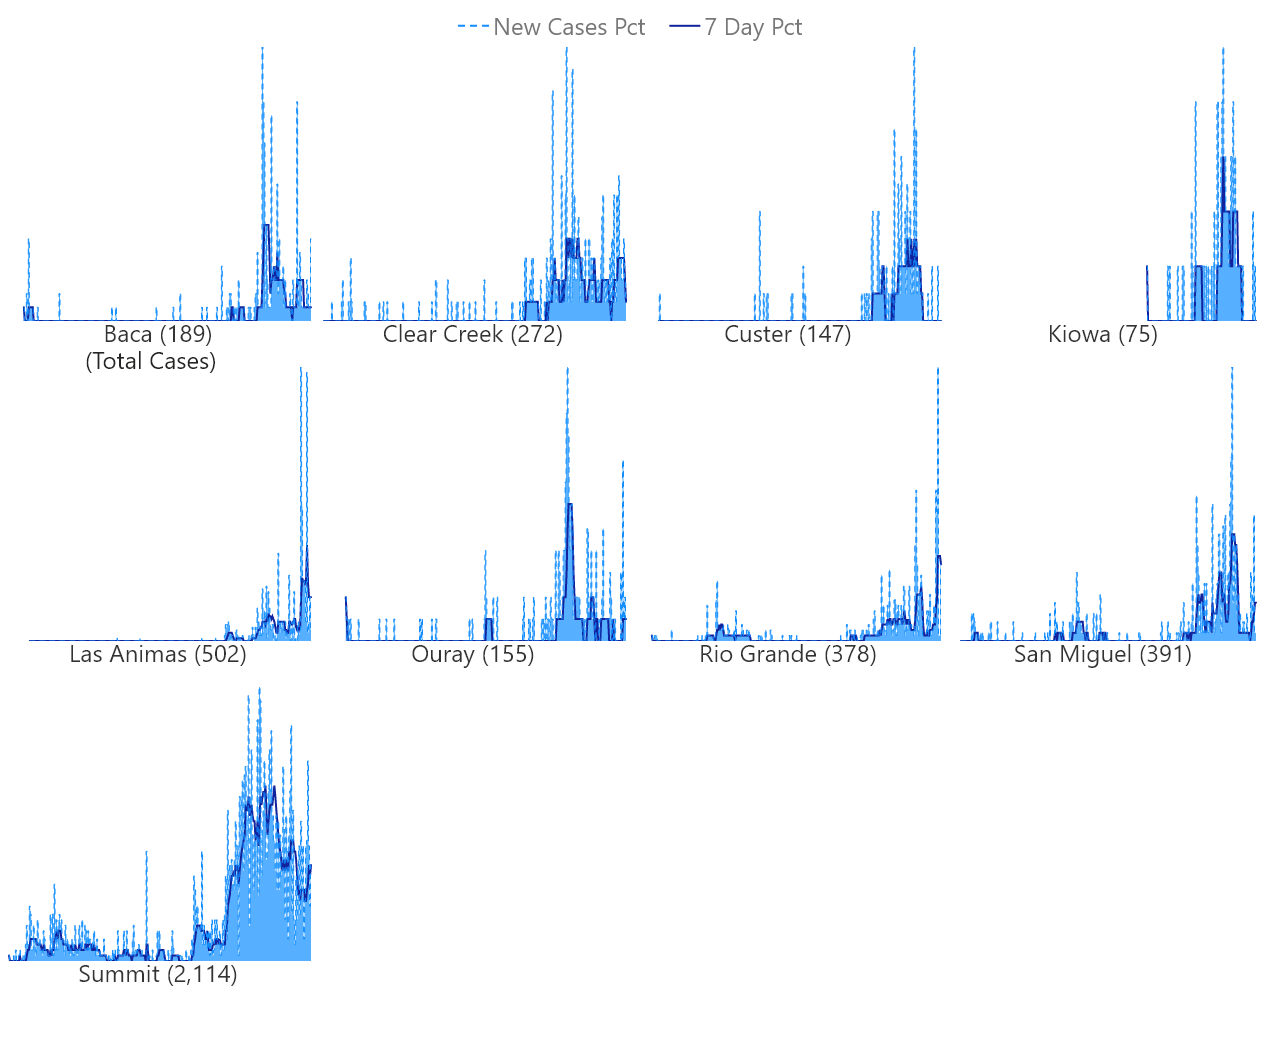 New Cases Pct 7 Day Pct
Baca (189)
(Total Cases)
Clear Creek (272)
Custer (147)
Kiowa (75)
Las Animas (502)
Ouray (155)
Rio Grande (378)
San Miguel (391)
Summit (2,114)